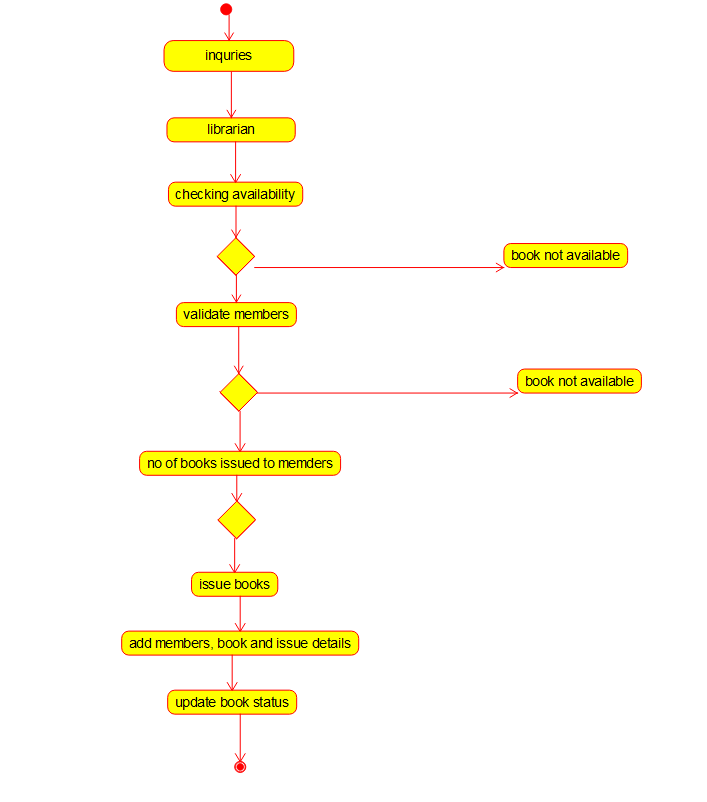 inquries
librarian
checking availability
book not available
validate members
book not available
no of books issued to memders
issue books
add members, book and issue details
update book status